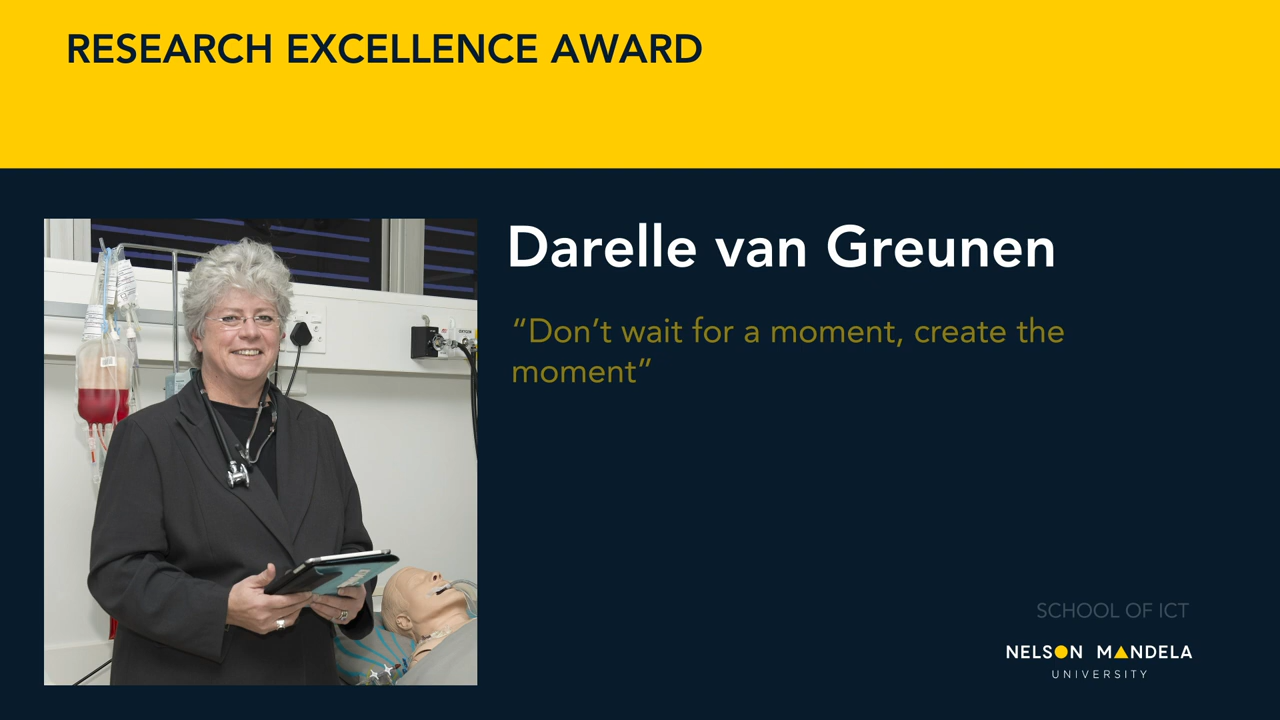 RESEARCH EXCELLENCE AWARD
Darelle van Greunen
“Don’t wait for a moment, create the
moment”
SCHOOL OF ICT
NELSON MANDELA
UNIVERSITY